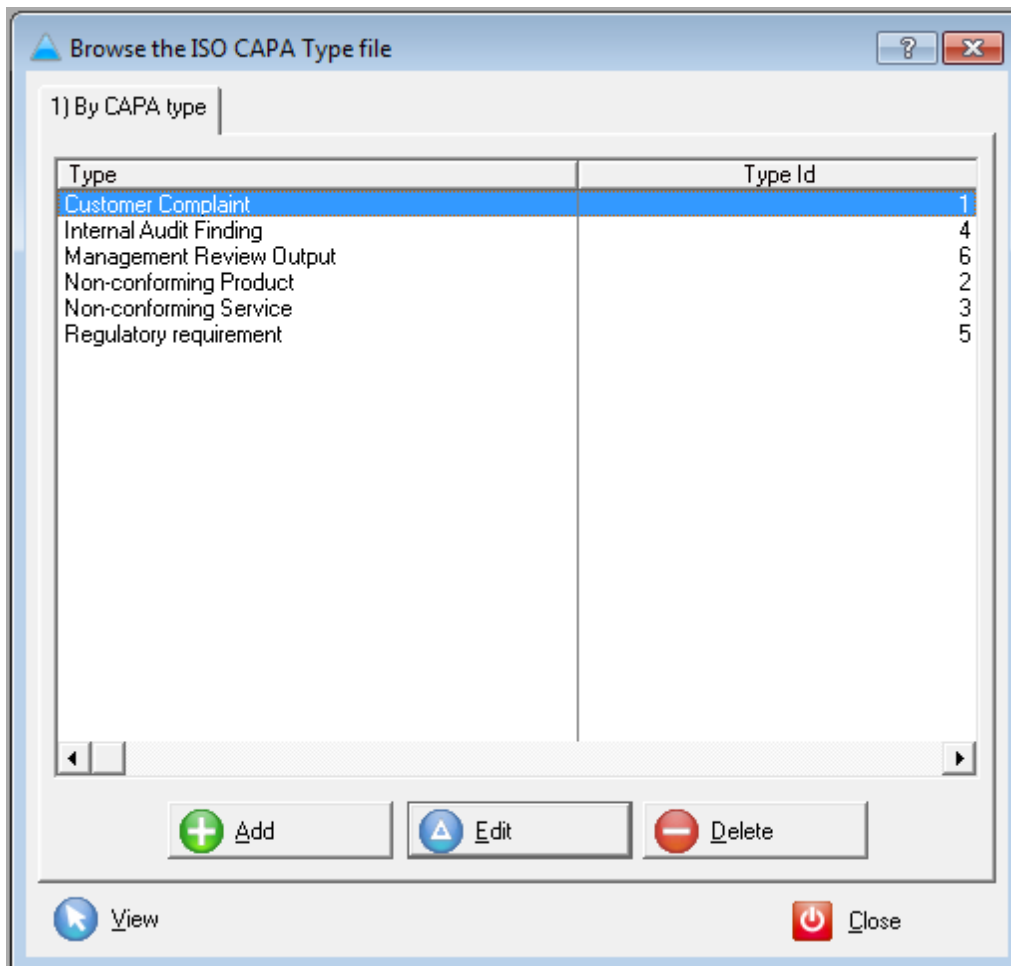 Browse the ISO CAPA Type file
1) By CAPA type
Type Type Id
Customer Complaint 1
Internal Audit Finding 4
Management Review Output 6
Non-conforming Product 2
Non-conforming Service 3
Regulatory requirement 5
Add Edit Delete
View Close